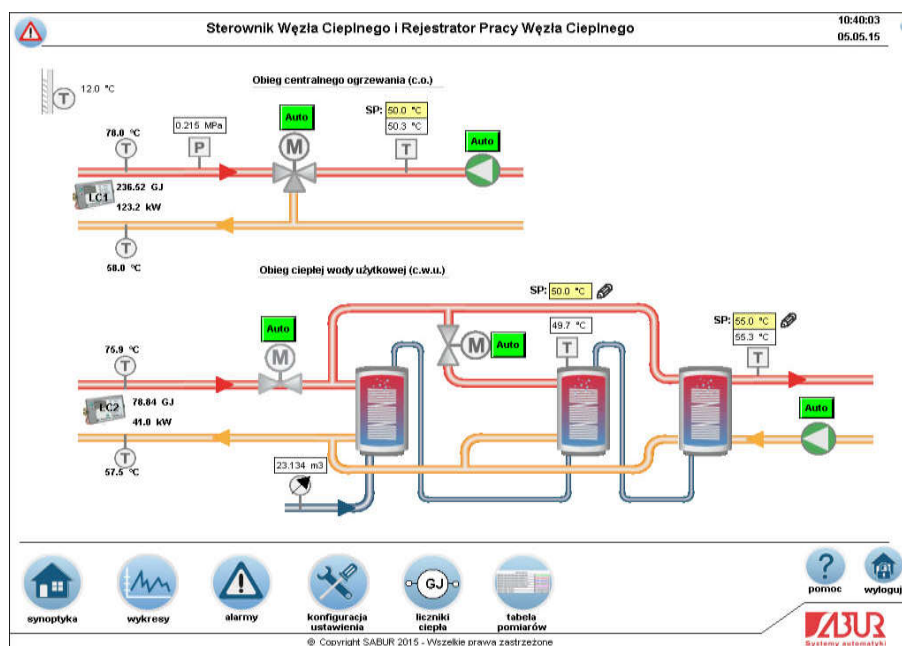 Sterownik Węzła Cieplnego i Rejestrator Pracy Węzła Cieplnego
10:40:03
05.05.15
T
12.0 °C
Obieg centralnego ogrzewania (c.o.)
78.0 °C
T
0.215 MPa
P
Auto
M
SP: 50.0 °C
50.3 °C
T
Auto
LC1
236.52 GJ
123.2 kW
T
58.0 °C
Obieg ciepłej wody użytkowej (c.w.u.)
SP: 50.0 °C
49.7 °C
T
SP: 55.0 °C
55.3 °C
T
Auto
M
M
Auto
75.9 °C
T
LC2
78.84 GJ
41.0 kW
T
57.5 °C
Auto
23.134 m3
synoptyka
wykresy
alarmy
konfiguracja
ustawienia
GJ
liczniki
ciepła
tabela
pomiarów
?
pomoc
wyloguj
SABUR
Systemy automatyki
© Copyright SABUR 2015 - Wszelkie prawa zastrzeżone